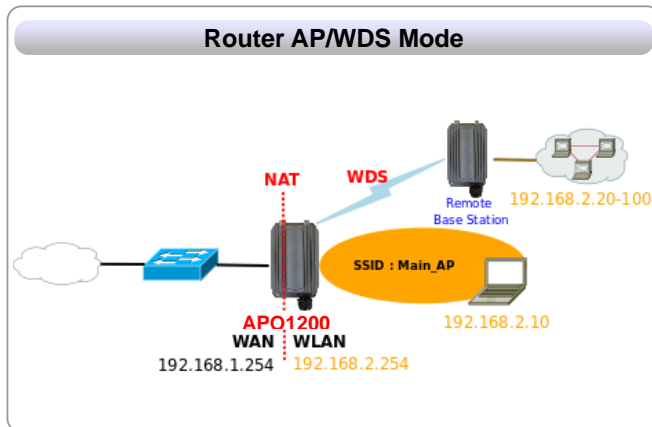 Router AP/WDS Mode
NAT
WDS
Remote
Base Station
192.168.2.20-100
SSID : Main_AP
192.168.2.10
APO1200
WAN WLAN
192.168.1.254 192.168.2.254